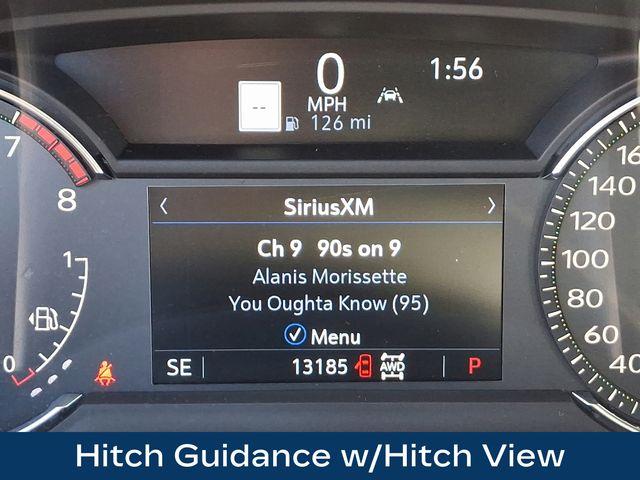 0
1:56
--
MPH
126 mi
7
8
1
0
< SiriusXM >
Ch 9 90s on 9
Alanis Morissette
You Oughta Know (95)
Menu
SE 13185 AWD P
16
140
120
100
80
60
40
Hitch Guidance w/Hitch View